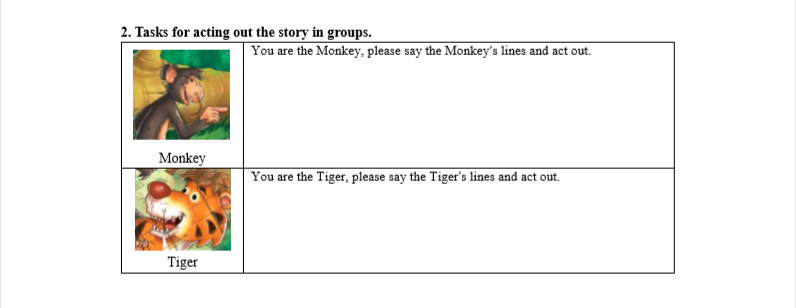 2. Tasks for acting out the story in groups.
You are the Monkey, please say the Monkey's lines and act out.
Monkey
You are the Tiger, please say the Tiger's lines and act out.
Tiger